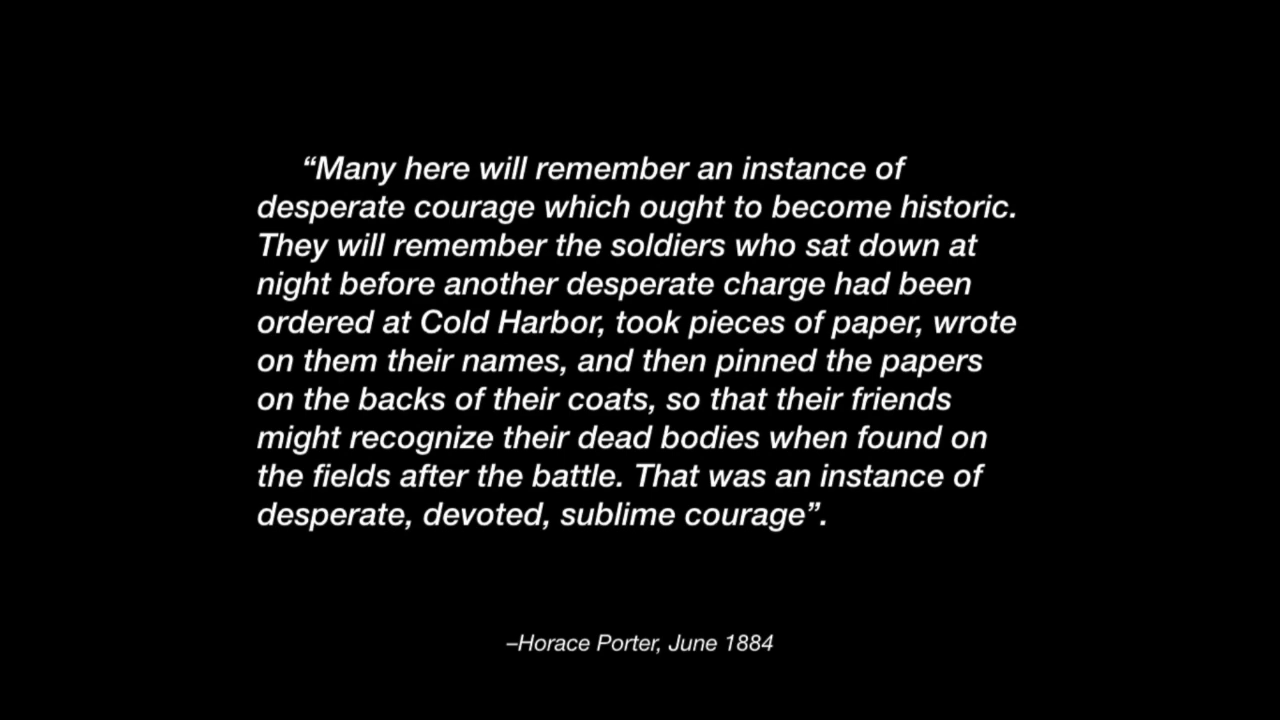 “Many here will remember an instance of
desperate courage which ought to become historic.
They will remember the soldiers who sat down at
night before another desperate charge had been
ordered at Cold Harbor, took pieces of paper, wrote
on them their names, and then pinned the papers
on the backs of their coats, so that their friends
might recognize their dead bodies when found on
the fields after the battle. That was an instance of
desperate, devoted, sublime courage”.
–Horace Porter, June 1884